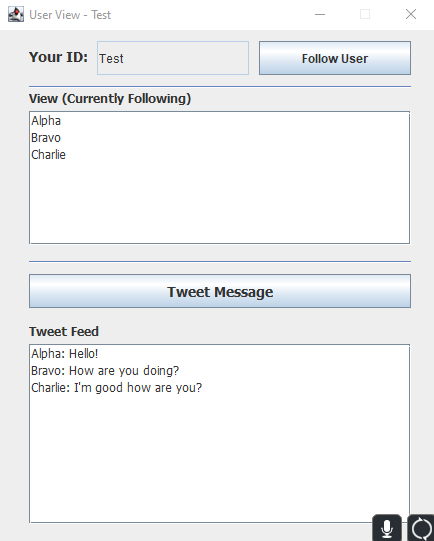 User View - Test
Your ID: Test Follow User
View (Currently Following)
Alpha
Bravo
Charlie
Tweet Message
Tweet Feed
Alpha: Hello!
Bravo: How are you doing?
Charlie: I'm good how are you?